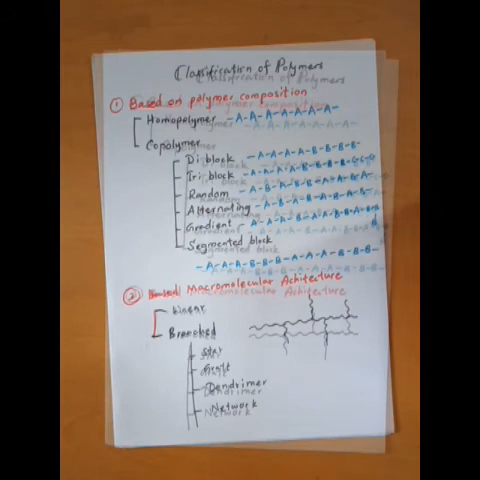 Classification of Polymers
① Based on polymer composition
Homopolymer -A-A-A-A-A-A-A-
Copolymer
Di block -A-A-A-A-B-B-B-B-
Tri block
Random
Alternating
Gradient
Segmented block
-A-A-A-B-B-B-A-A-A-B-B-B-
② Macromolecular Achitecture
Linear
Branched
Star
Graft
Dendrimer
Network